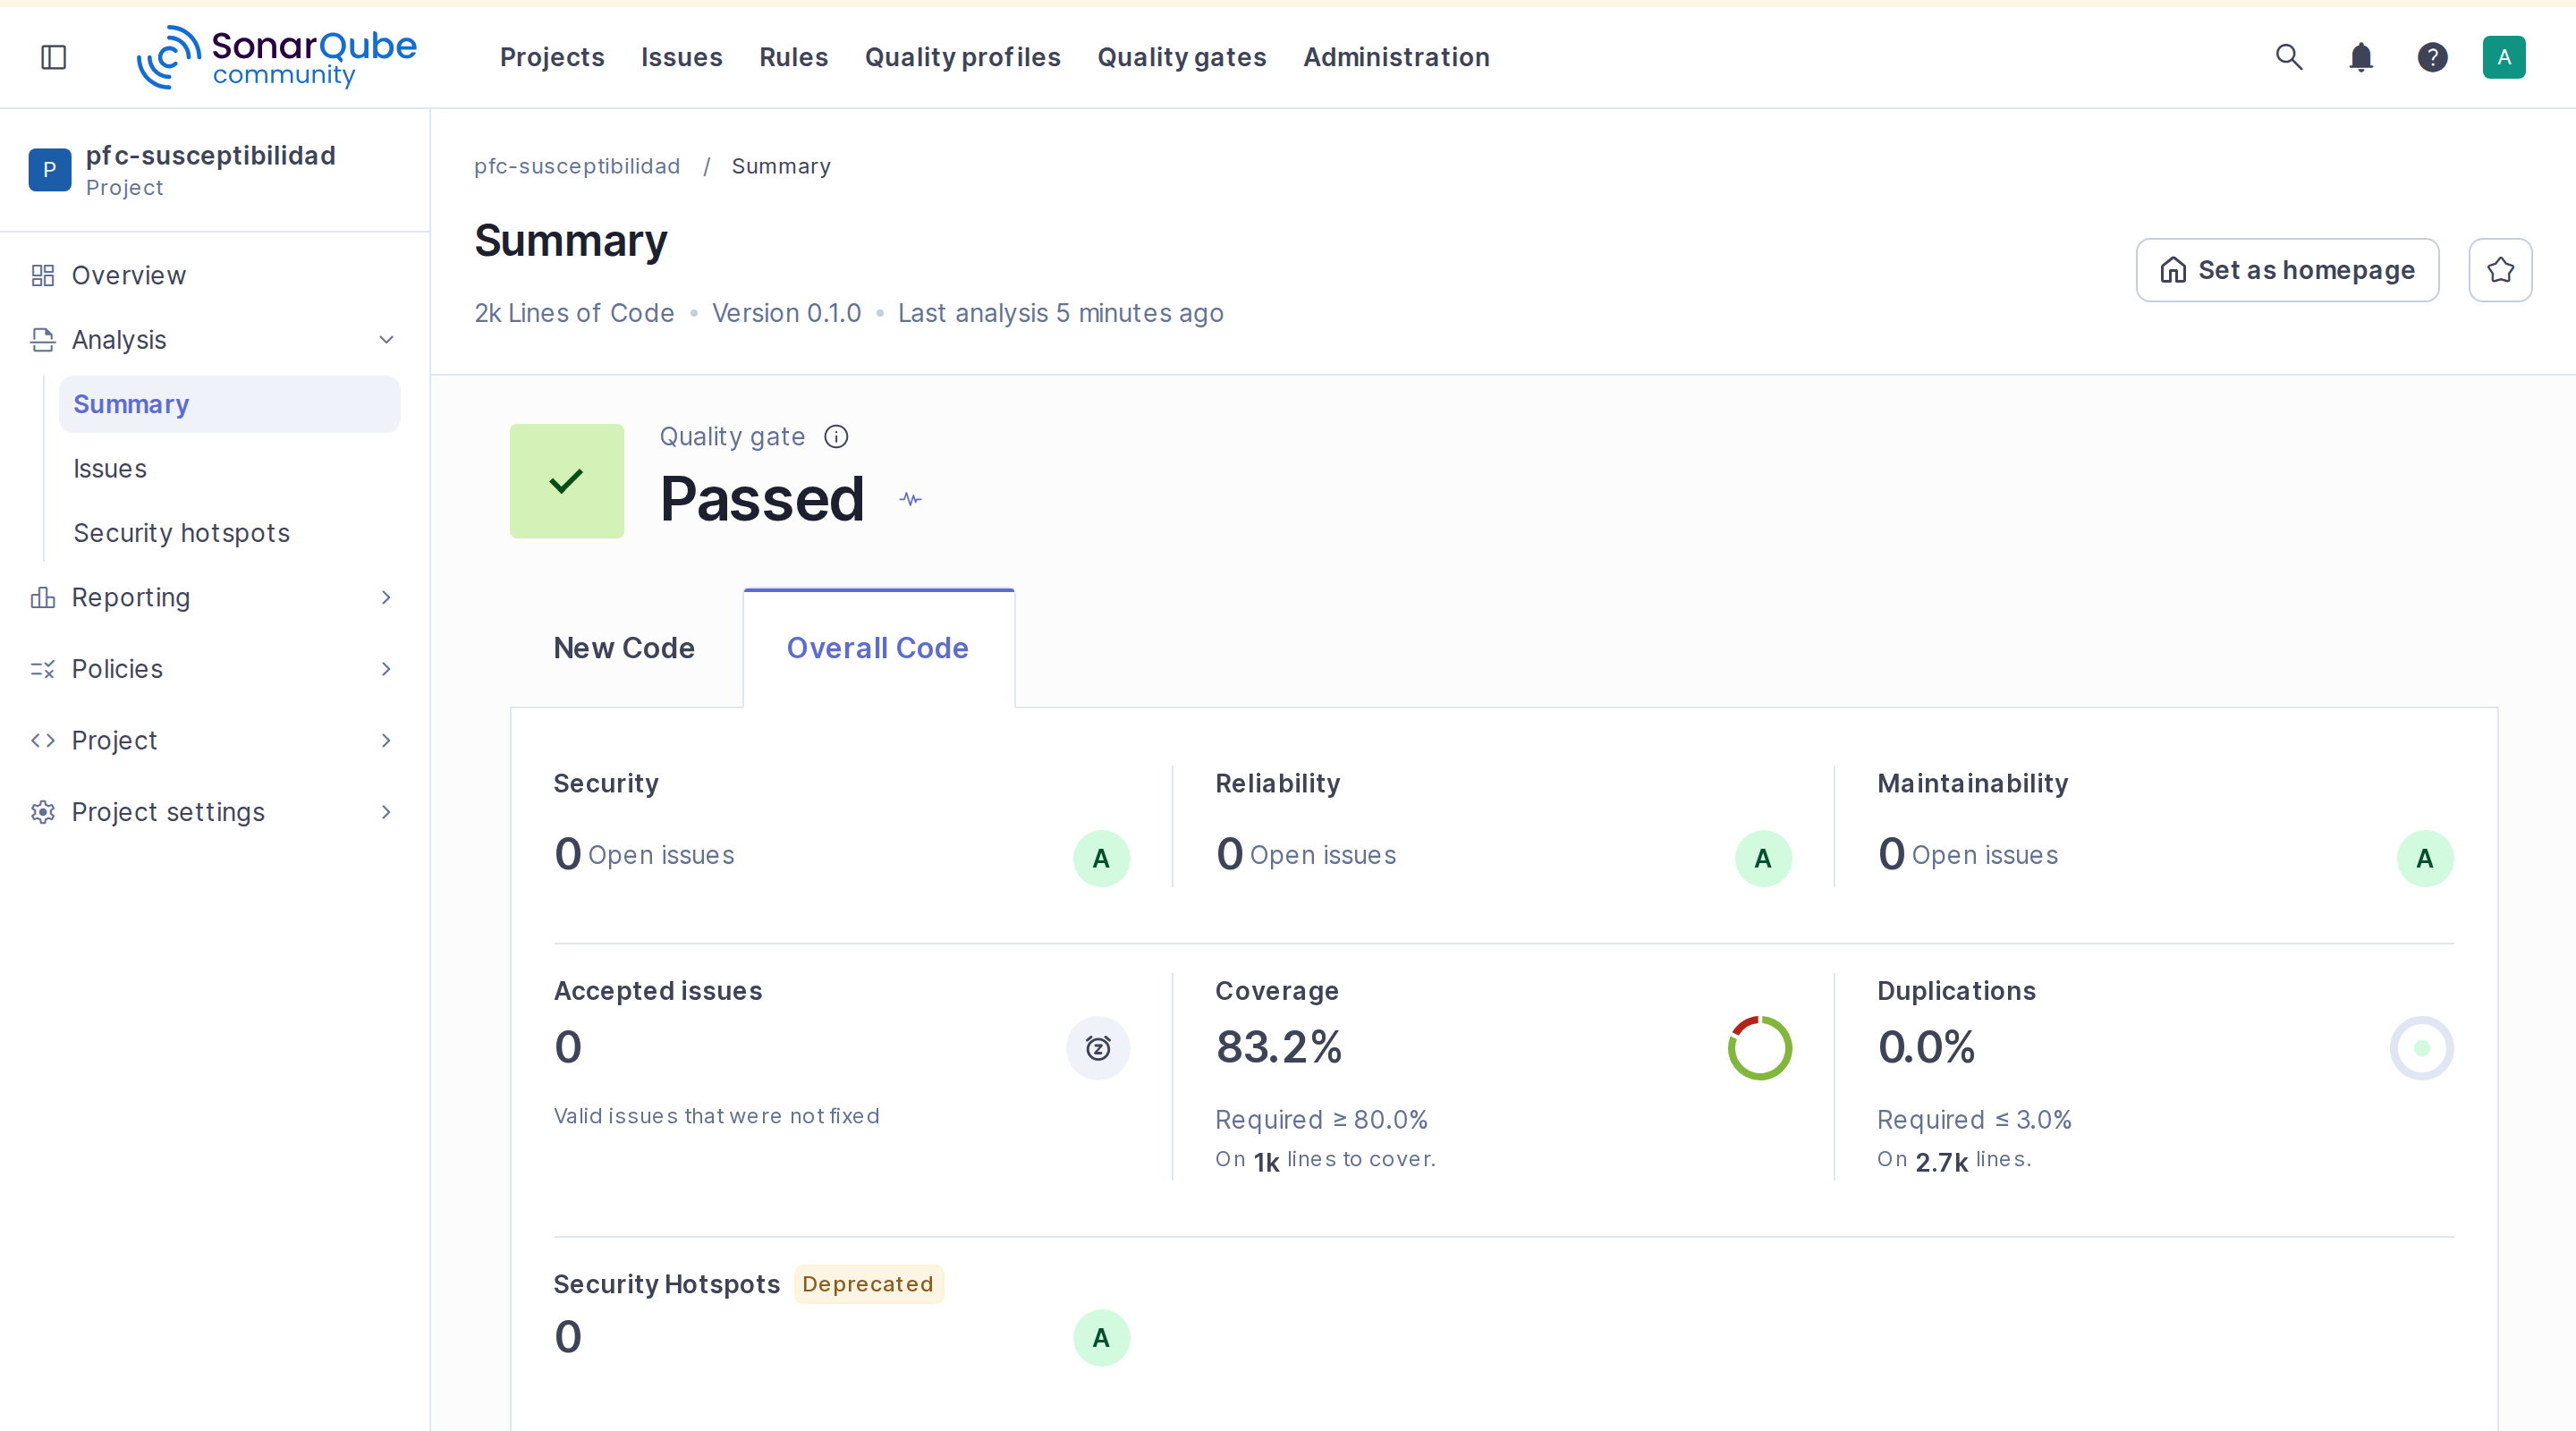 SonarQube community
Projects Issues Rules Quality profiles Quality gates Administration
? A
P pfc-susceptibilidad
Project
Overview
Analysis
Summary
Issues
Security hotspots
Reporting
Policies
Project
Project settings
pfc-susceptibilidad / Summary
Summary
2k Lines of Code • Version 0.1.0 • Last analysis 5 minutes ago
Set as homepage
Quality gate
Passed
New Code Overall Code
Security
0 Open issues A
Reliability
0 Open issues A
Maintainability
0 Open issues A
Accepted issues
0
Valid issues that were not fixed
Coverage
83.2%
Required ≥ 80.0%
On 1k lines to cover.
Duplications
0.0%
Required ≤ 3.0%
On 2.7k lines.
Security Hotspots Deprecated
0 A